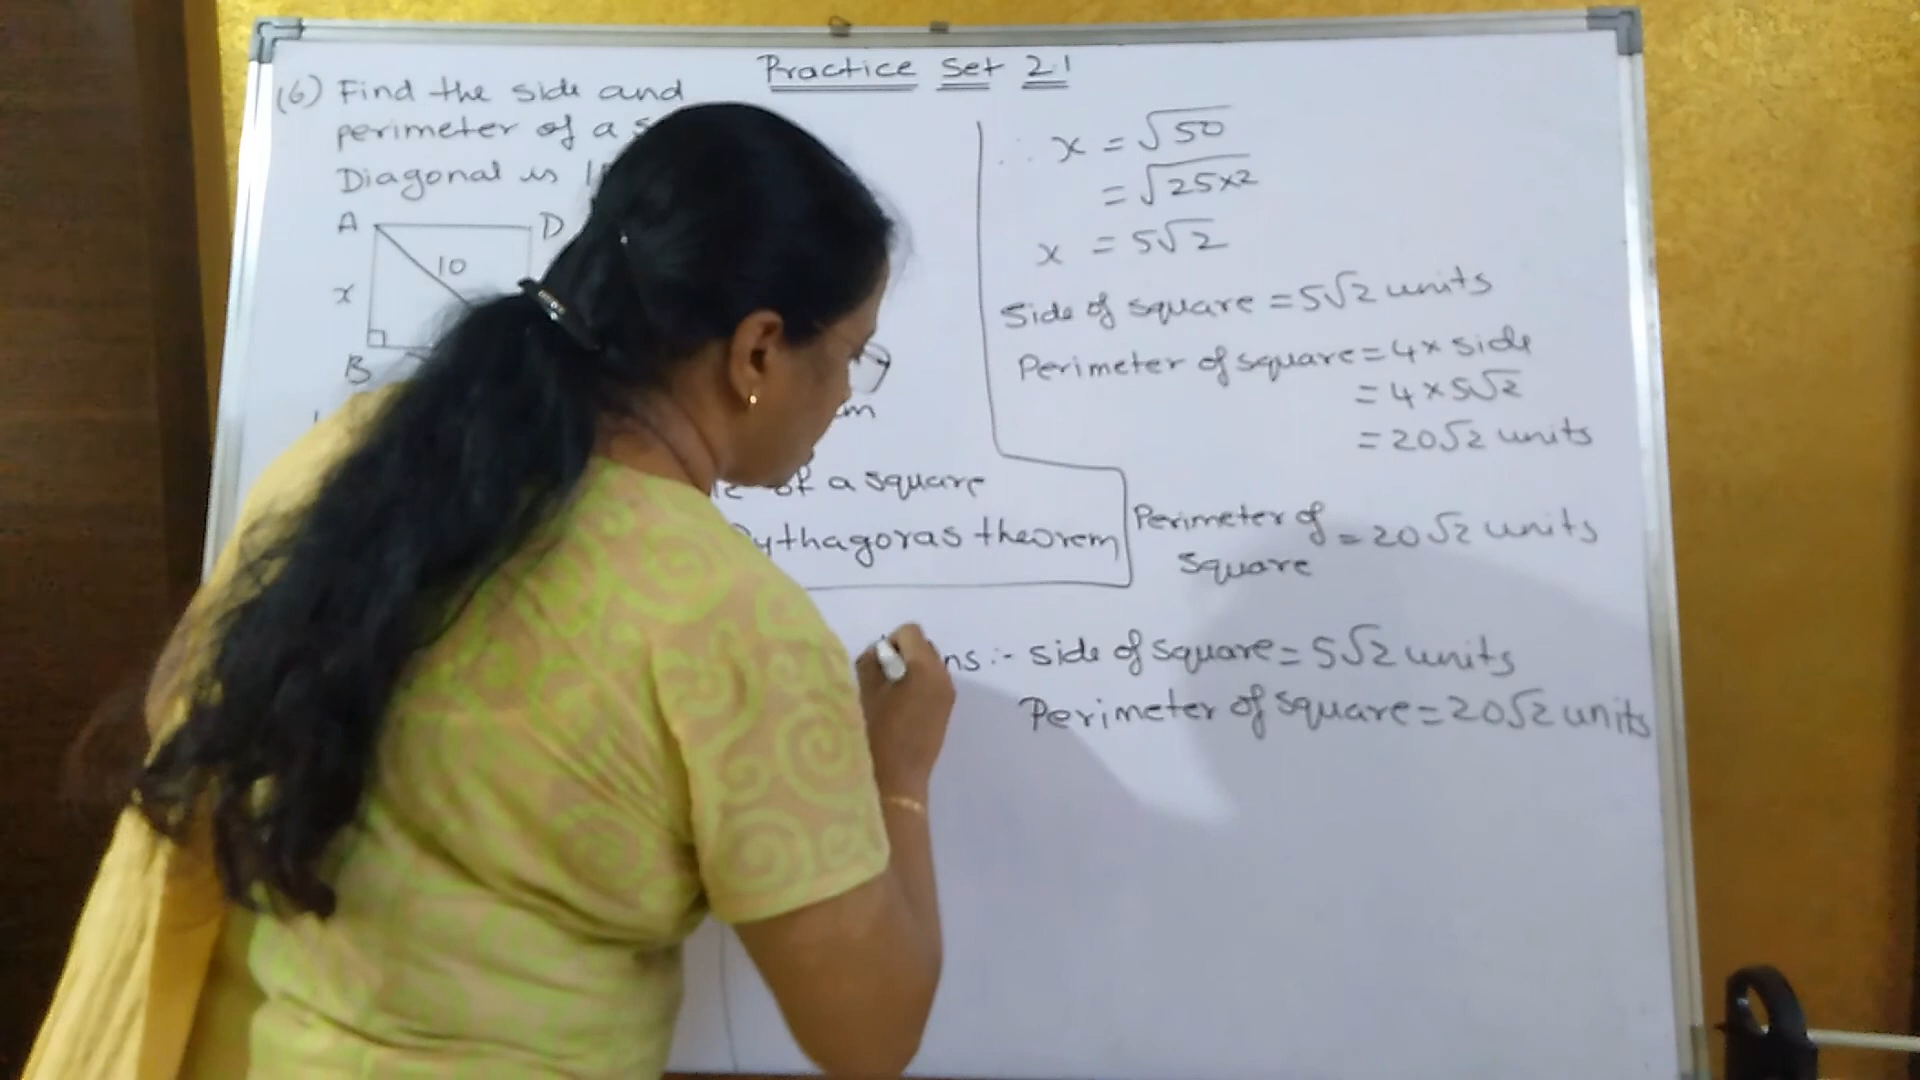 Practice Set 2.1
(6) Find the side and
perimeter of a
Diagonal is
A D
10
x
B
cm
of a square
Pythagoras theorem
∴ x = √50
= √25×2
x = 5√2
Side of square = 5√2 units
Perimeter of square = 4 × side
= 4 × 5√2
= 20√2 units
Perimeter of square = 20√2 units
ns :- side of square = 5√2 units
Perimeter of square = 20√2 units